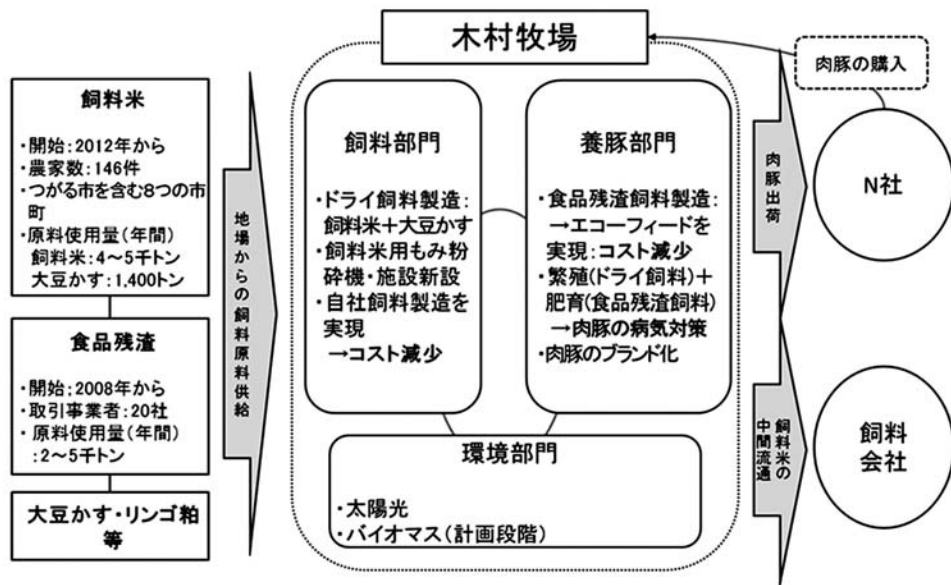 木村牧場
肉豚の購入
飼料米
・開始:2012年から
・農家数:146件
・つがる市を含む8つの市
町
・原料使用量(年間)
飼料米:4~5千トン
大豆かす:1,400トン
食品残渣
・開始;2008年から
・取引事業者:20社
・原料使用量(年間)
:2~5千トン
大豆かす・リンゴ粕
等
地場からの飼料原料供給
飼料部門
・ドライ飼料製造:
飼料米+大豆かす
・飼料米用もみ粉
砕機・施設新設
・自社飼料製造を
実現
→コスト減少
養豚部門
・食品残渣飼料製造:
→エコーフィードを
実現:コスト減少
・繁殖(ドライ飼料)+
肥育(食品残渣飼料)
→肉豚の病気対策
・肉豚のブランド化
環境部門
・太陽光
・バイオマス(計画段階)
肉豚出荷
N社
飼料米の
中間流通
飼料
会社